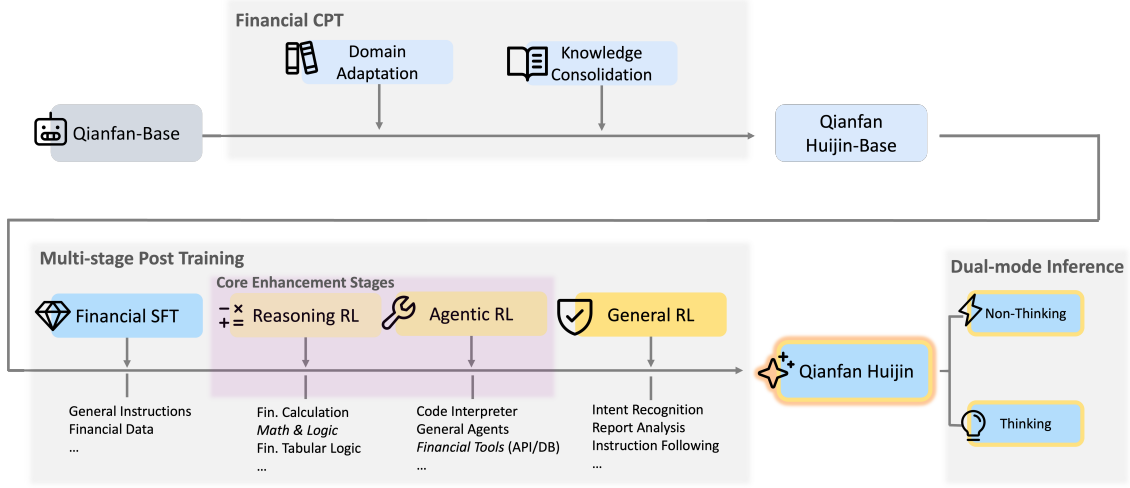 Financial CPT
Domain
Adaptation
Knowledge
Consolidation
Qianfan-Base
Qianfan
Huijin-Base
Multi-stage Post Training
Core Enhancement Stages
Financial SFT
Reasoning RL
Agentic RL
General RL
General Instructions
Financial Data
...
Fin. Calculation
Math & Logic
Fin. Tabular Logic
...
Code Interpreter
General Agents
Financial Tools (API/DB)
...
Intent Recognition
Report Analysis
Instruction Following
...
Qianfan Huijin
Dual-mode Inference
Non-Thinking
Thinking